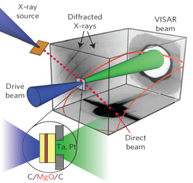 X-ray
source
Diffracted
X-rays
VISAR
beam
Drive
beam
Direct
beam
Ta, Pt
C/MgO/C